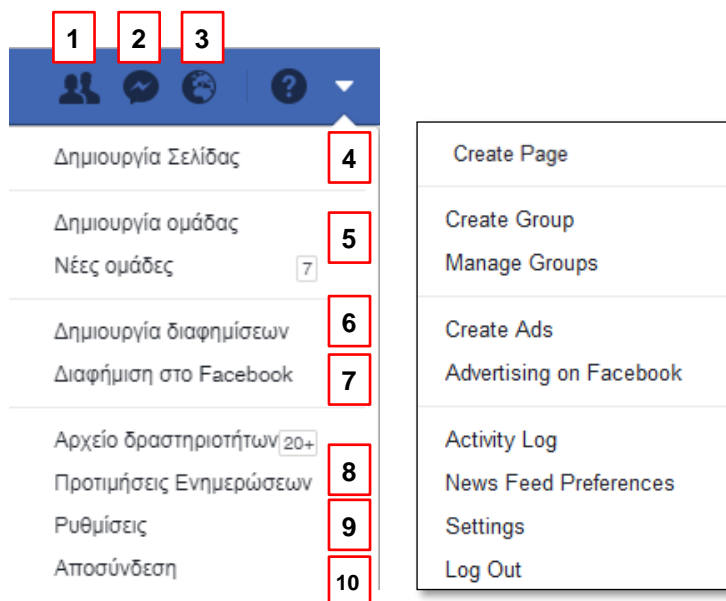 1 2 3
Δημιουργία Σελίδας
4
Δημιουργία ομάδας
5
Νέες ομάδες 7
Δημιουργία διαφημίσεων
6
Διαφήμιση στο Facebook
7
Αρχείο δραστηριοτήτων 20+
Προτιμήσεις Ενημερώσεων
8
Ρυθμίσεις
9
Αποσύνδεση
10
Create Page
Create Group
Manage Groups
Create Ads
Advertising on Facebook
Activity Log
News Feed Preferences
Settings
Log Out